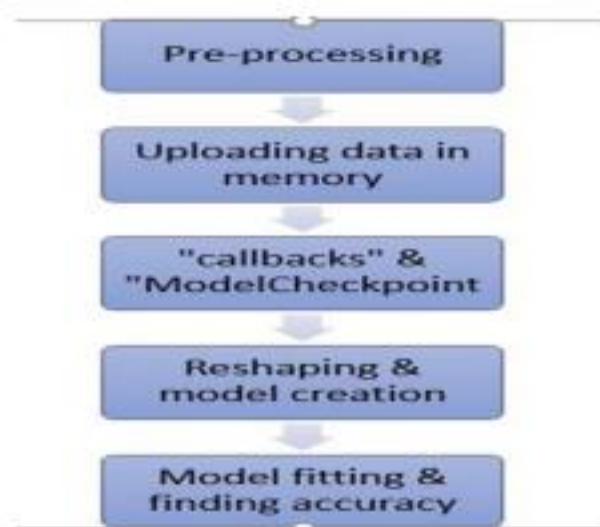 Pre-processing
Uploading data in
memory
"callbacks" &
"ModelCheckpoint
Reshaping &
model creation
Model fitting &
finding accuracy